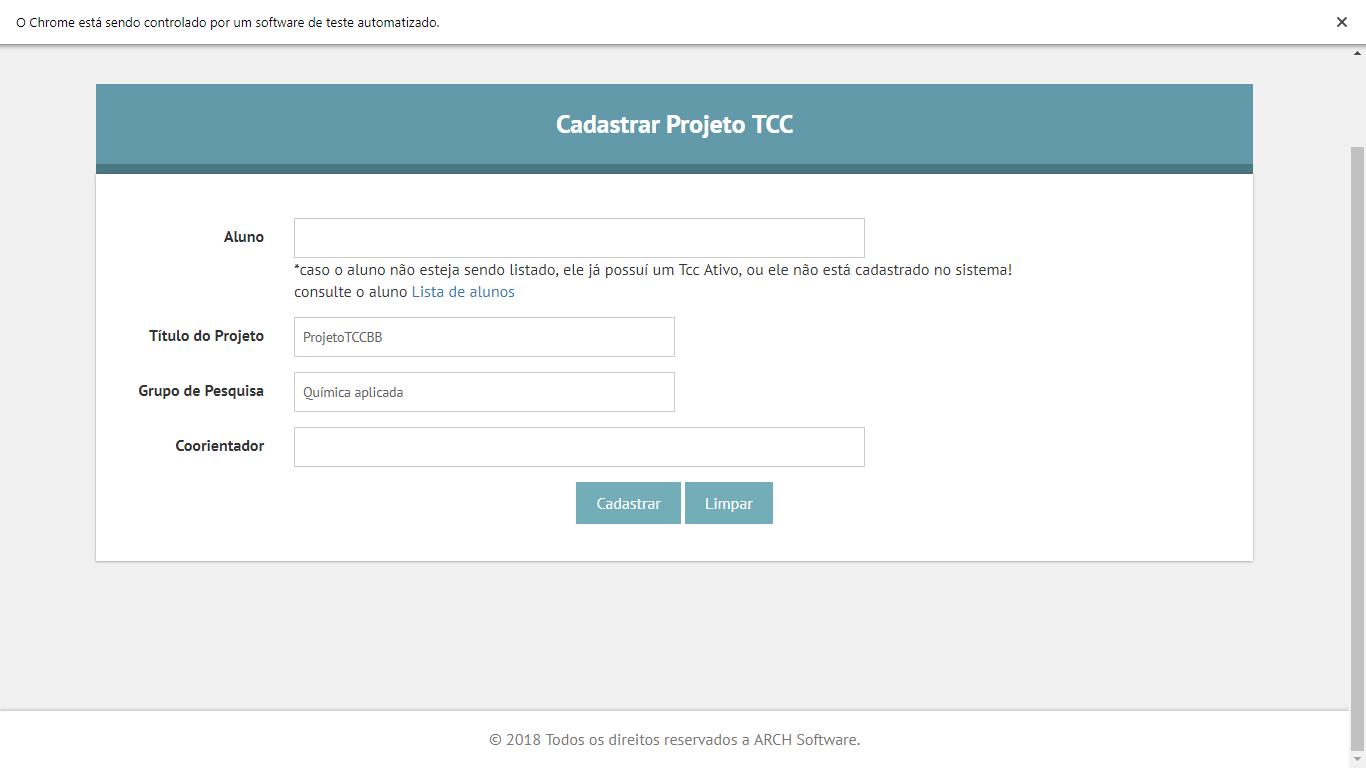 O Chrome está sendo controlado por um software de teste automatizado.
Cadastrar Projeto TCC
Aluno
*caso o aluno não esteja sendo listado, ele já possuí um Tcc Ativo, ou ele não está cadastrado no sistema!
consulte o aluno Lista de alunos
Título do Projeto
ProjetoTCCBB
Grupo de Pesquisa
Química aplicada
Coorientador
Cadastrar Limpar
© 2018 Todos os direitos reservados a ARCH Software.